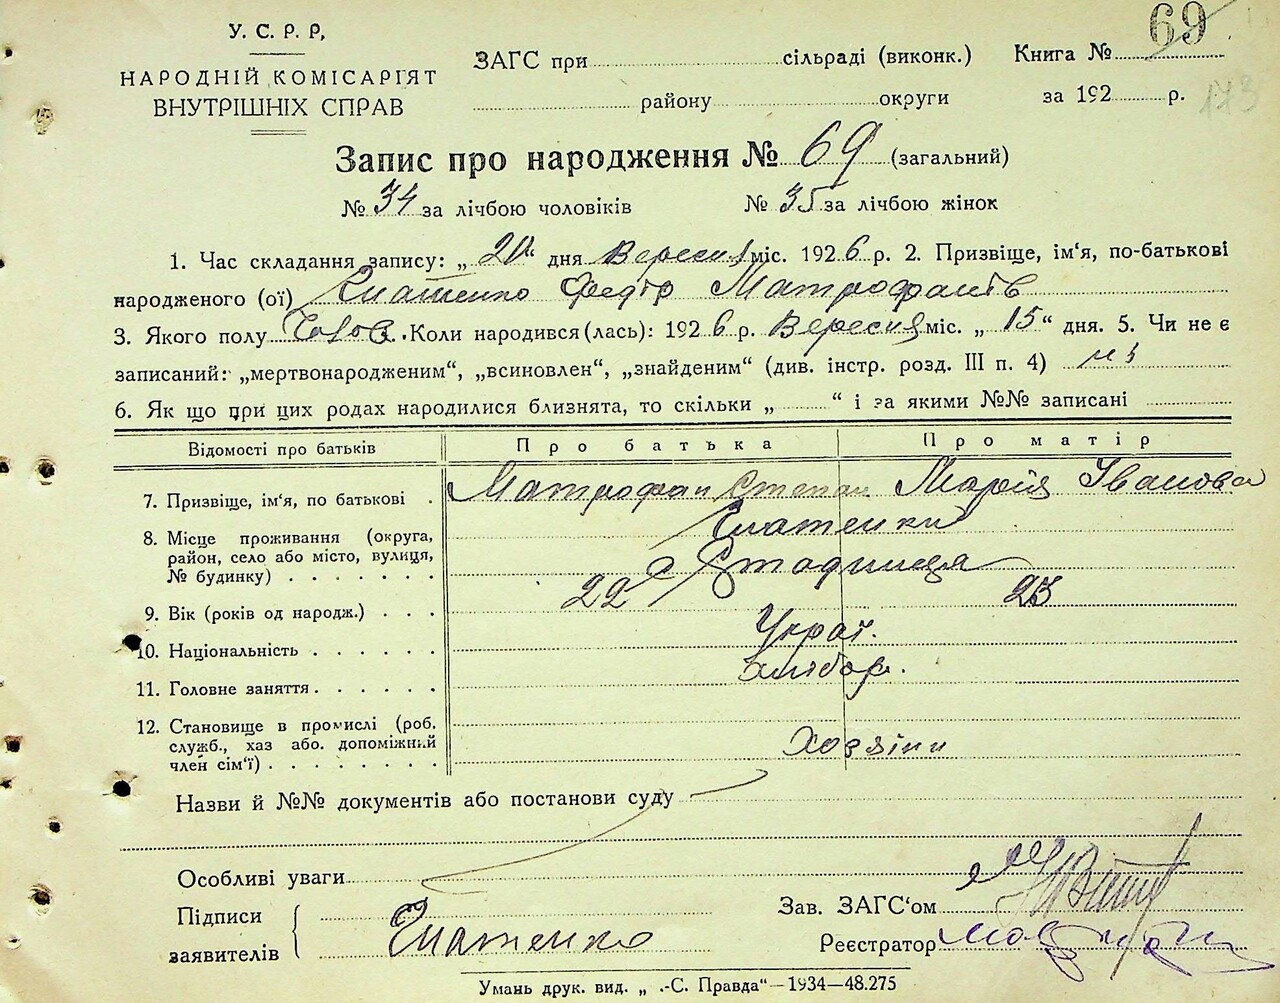 69
У. С. Р. Р,
НАРОДНІЙ КОМІСАРІЯТ
ВНУТРІШНІХ СПРАВ
ЗАГС при сільраді (виконк.) Книга №
району округи за 192 р. 173
Запис про народження № 69 (загальний)
№ 34 за лічбою чоловіків № 35 за лічбою жінок
1. Час складання запису: „ 20 “ дня Вересня міс. 1926 р. 2. Призвіще, ім‘я, по-батькові
народженого (ої) Федір
3. Якого полу Чолов. Коли народився (лась): 1926 р. Вересня міс. „ 15 “ дня. 5. Чи не є
записаний: „мертвонародженим“, „всиновлен“, „знайденим“ (див. інстр. розд. III п. 4) ні
6. Як що при цих родах народилися близнята, то скільки „ “ і за якими №№ записані
Відомості про батьків Про батька Про матір
7. Призвіще, ім‘я, по батькові . Матрофан Степан Марія Іванова
8. Місце проживання (округа,
район, село або місто, вулиця,
№ будинку) . . . . . . . с Стадниця
9. Вік (років од народж.) . . . 22 23
10. Національність . . . . . . Украї.
11. Головне заняття . . . . . . хлібор.
12. Становище в промислі (роб.
служб., хаз або. допоміжний
член сім‘ї) . . . . . . . . Хозяіни
Назви й №№ документів або постанови суду
Особливі уваги
Підписи
заявителів
Зав. ЗАГС‘ом
Реєстратор
Умань друк. вид. „ .-С. Правда“—1934—48.275